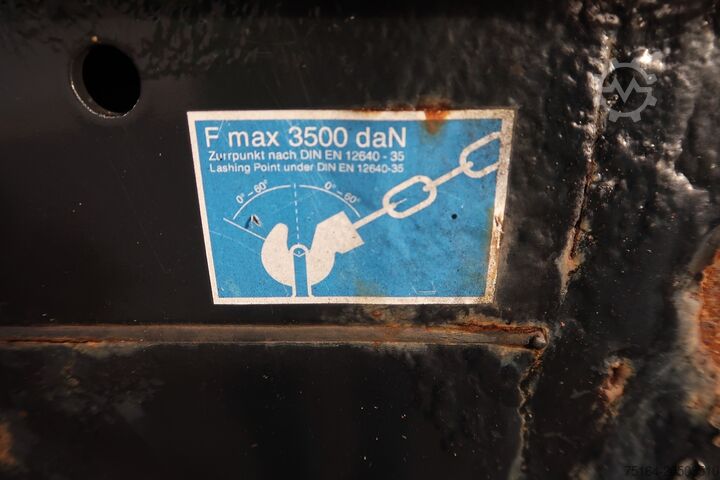 F max 3500 daN
Zurrpunkt nach DIN EN 12640 - 35
Lashing Point under DIN EN 12640-35
0° – 60°
0° – 60°